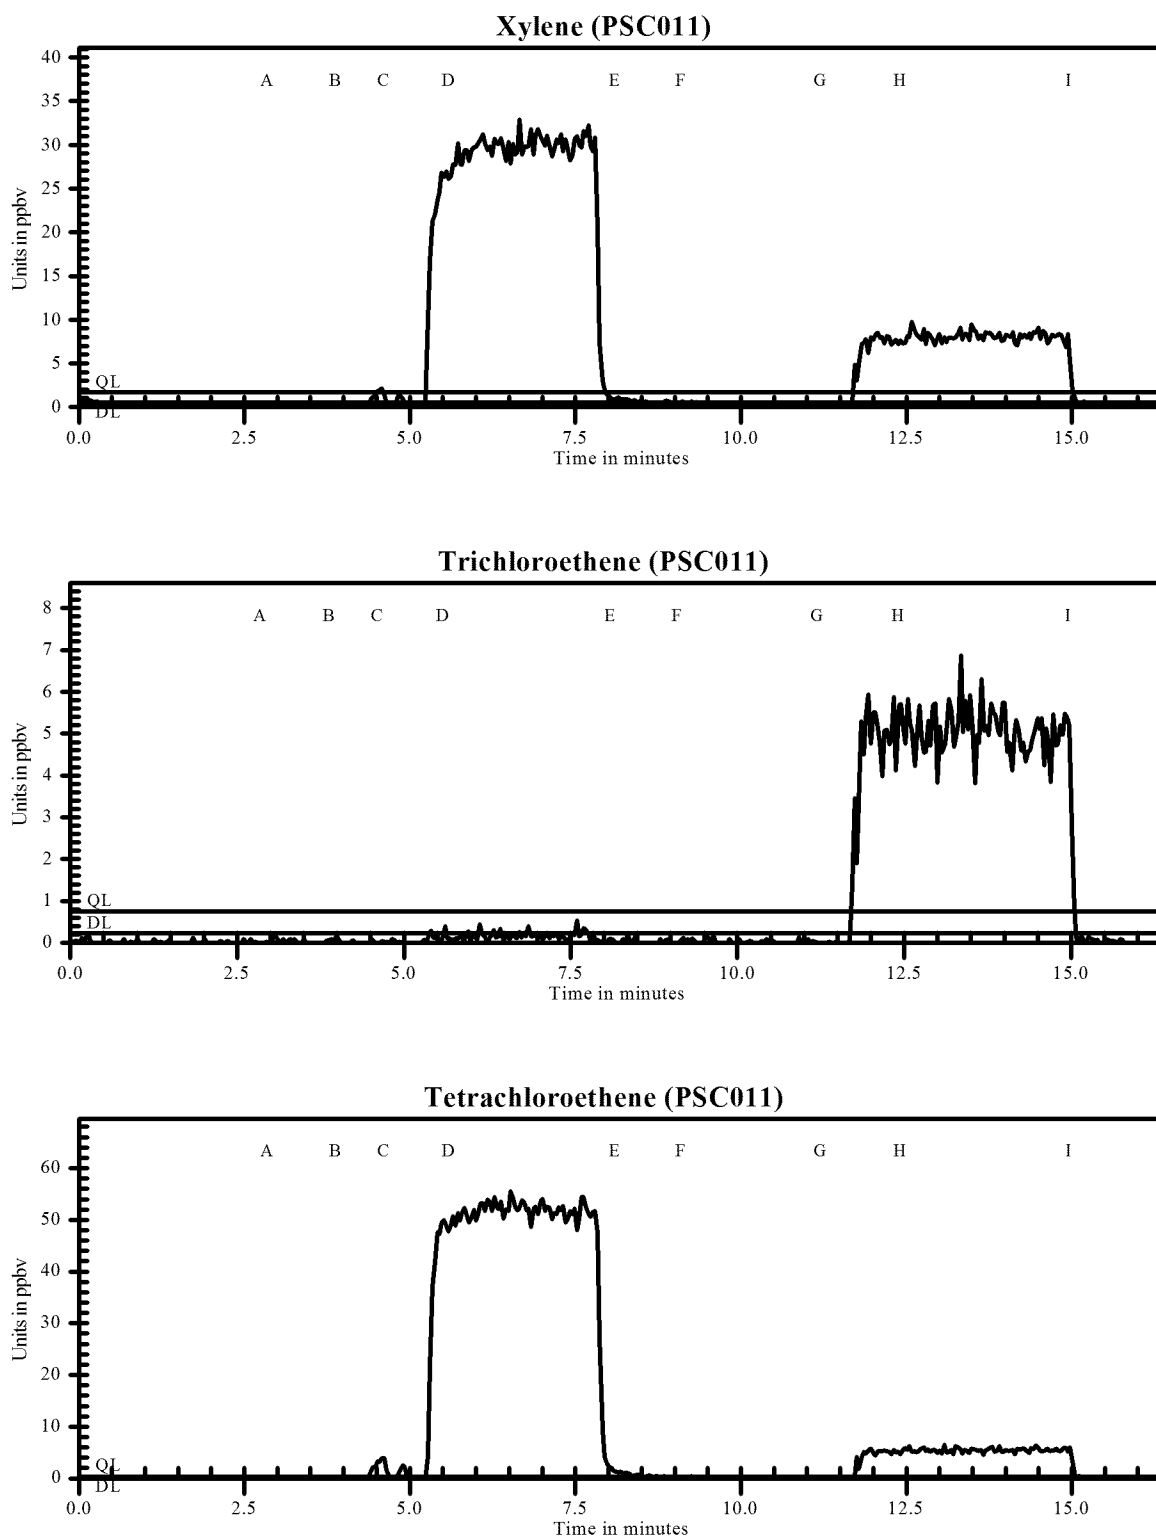 Xylene (PSC011)
40
A B C D E F G H I
35
30
25
20
15
10
5
QL
0
DL
0.0 2.5 5.0 7.5 10.0 12.5 15.0
Time in minutes
Units in ppbv
Trichloroethene (PSC011)
8
A B C D E F G H I
7
6
5
4
3
2
1
QL
DL
0
0.0 2.5 5.0 7.5 10.0 12.5 15.0
Time in minutes
Units in ppbv
Tetrachloroethene (PSC011)
A B C D E F G H I
60
50
40
30
20
10
QL
0
DL
0.0 2.5 5.0 7.5 10.0 12.5 15.0
Time in minutes
Units in ppbv